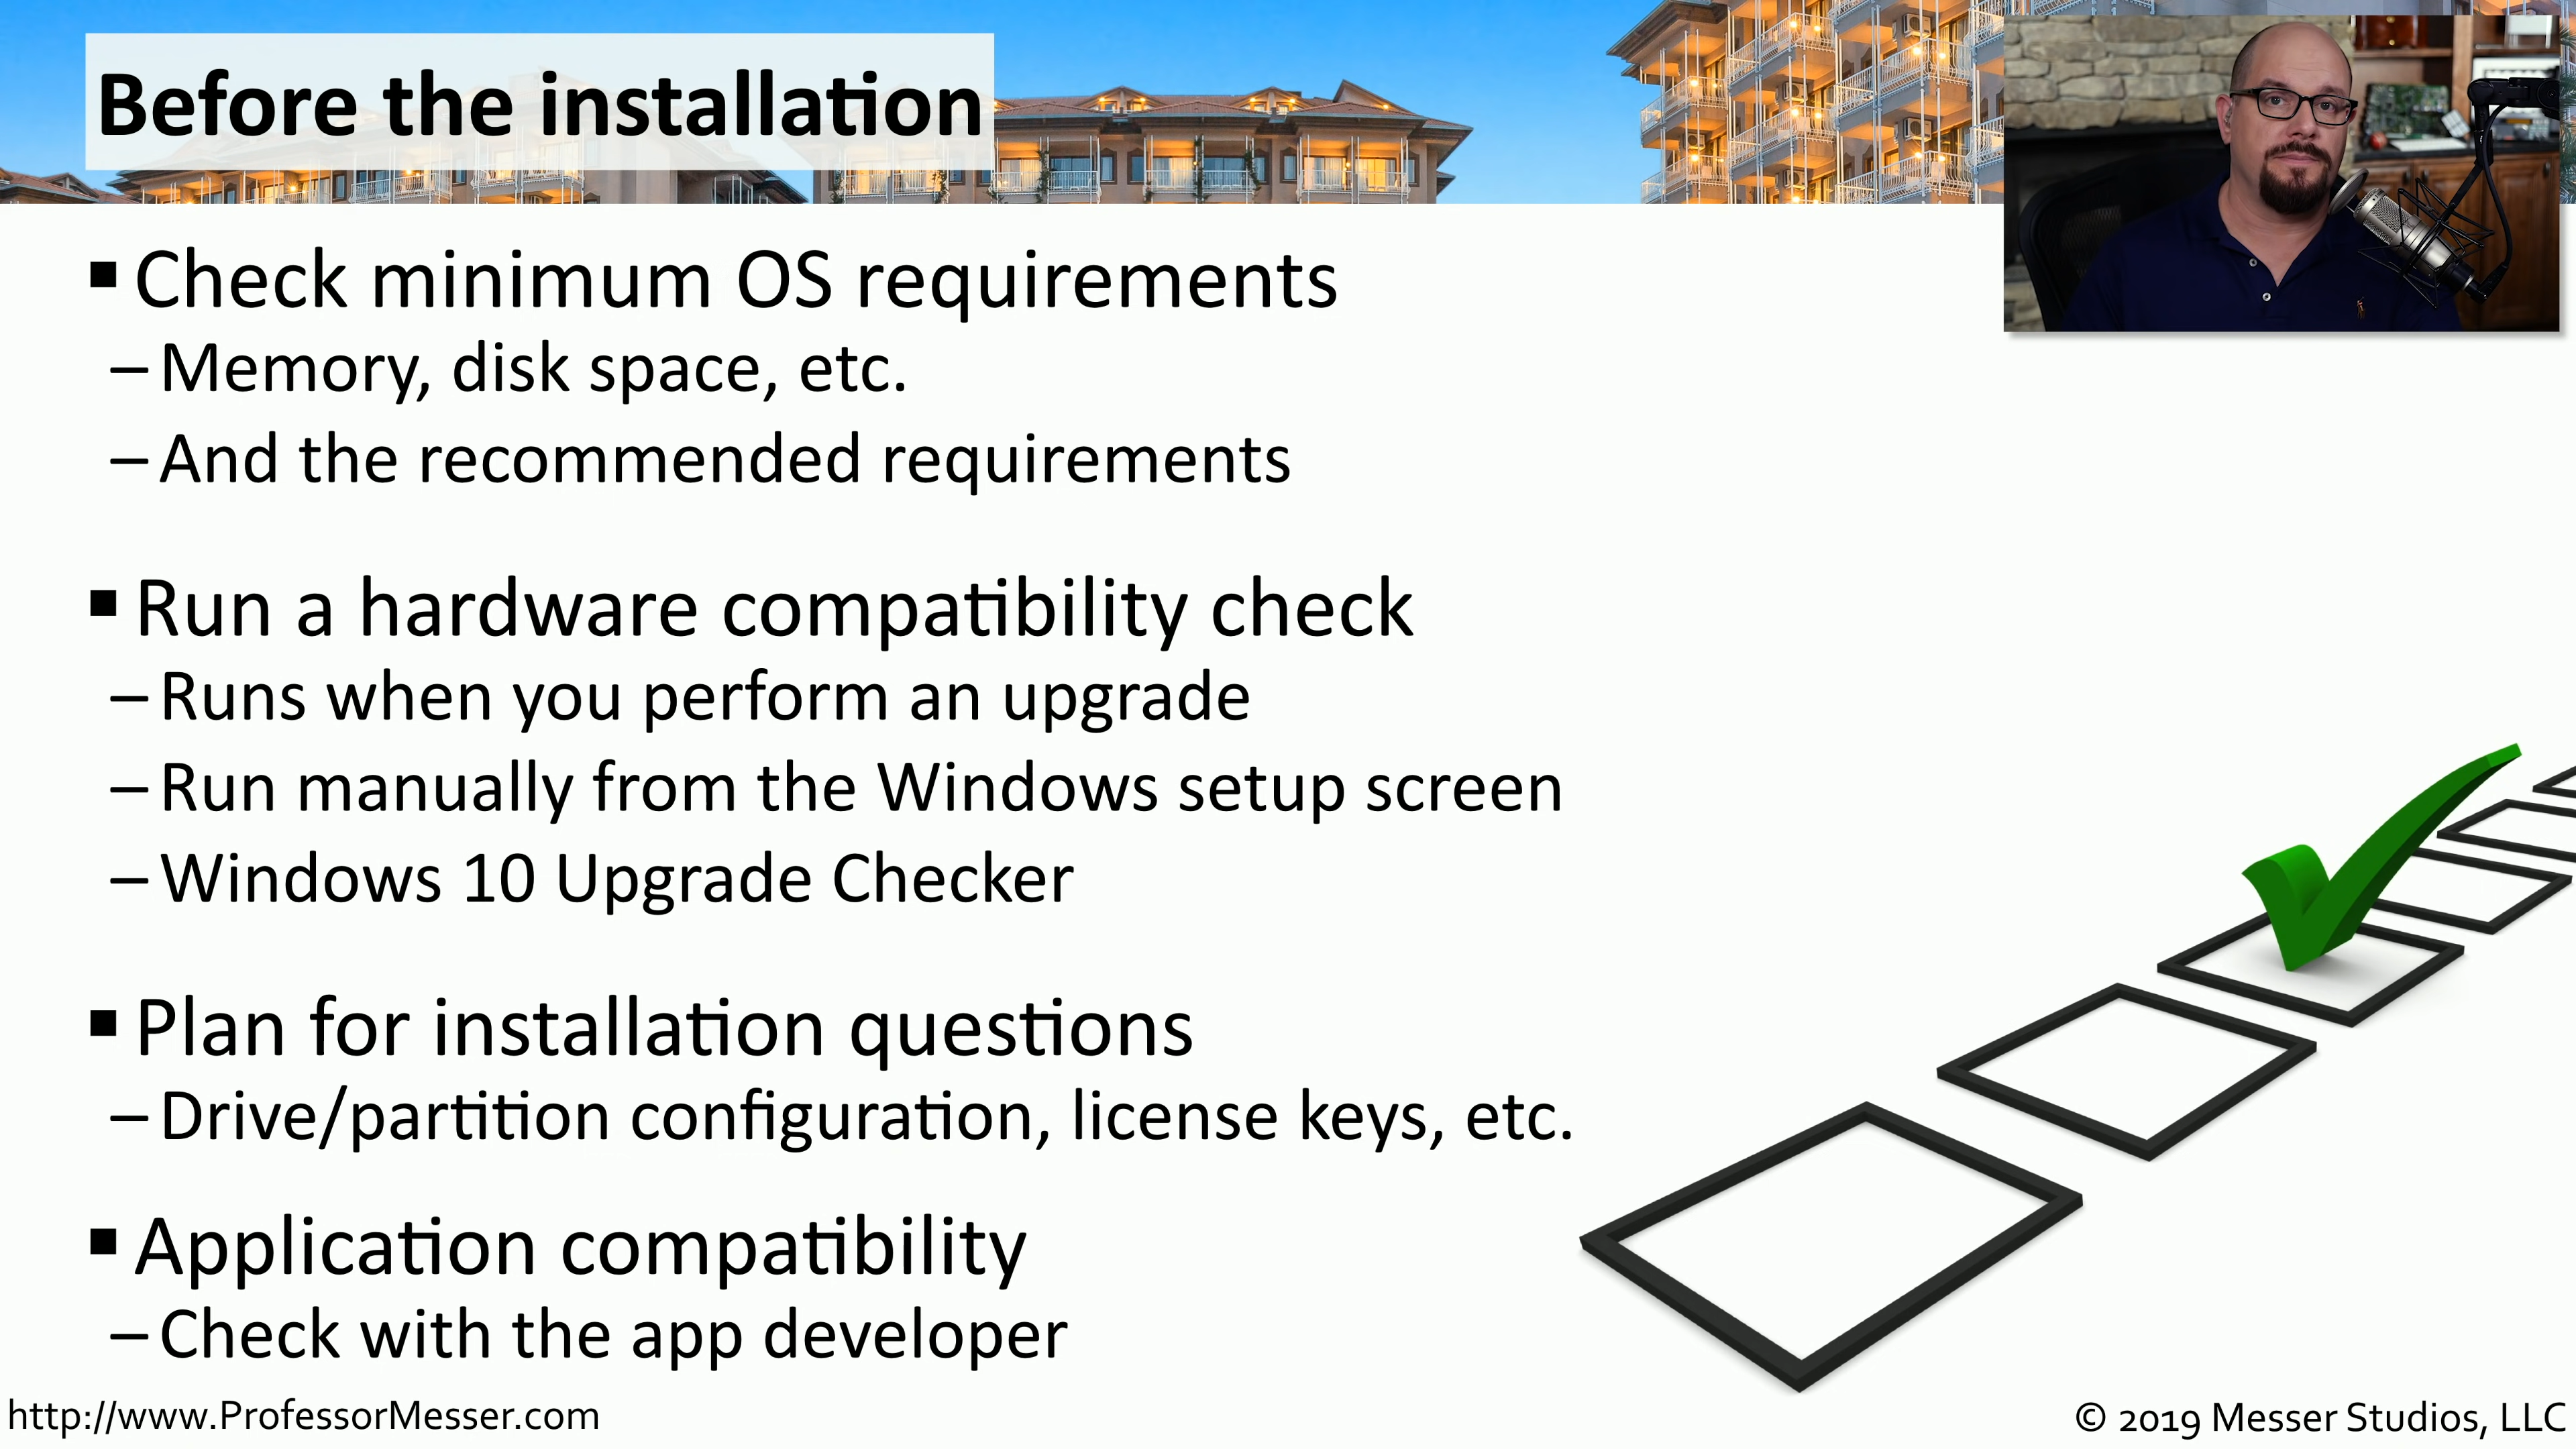 Before the installation
▪ Check minimum OS requirements
– Memory, disk space, etc.
– And the recommended requirements
▪ Run a hardware compatibility check
– Runs when you perform an upgrade
– Run manually from the Windows setup screen
– Windows 10 Upgrade Checker
▪ Plan for installation questions
– Drive/partition configuration, license keys, etc.
▪ Application compatibility
– Check with the app developer
http://www.ProfessorMesser.com
© 2019 Messer Studios, LLC